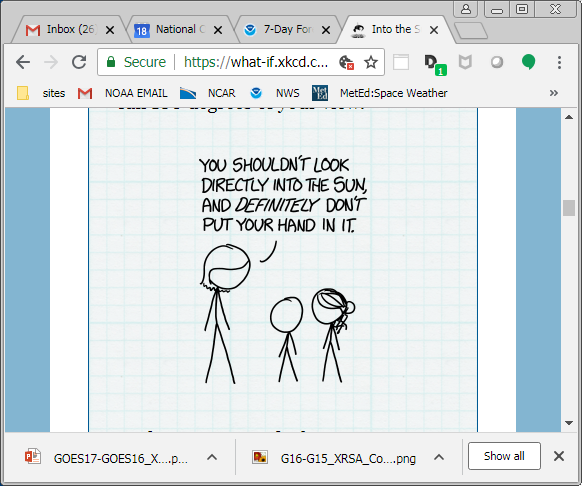 Inbox (26
18
National C
7-Day For
Into the S
Secure
https://what-if.xkcd.c...
1
sites
NOAA EMAIL
NCAR
NWS
MetEd:Space Weather
»
YOU SHOULDN'T LOOK
DIRECTLY INTO THE SUN,
AND DEFINITELY DON'T
PUT YOUR HAND IN IT.
GOES17-GOES16_X....p...
G16-G15_XRSA_Co....png
Show all